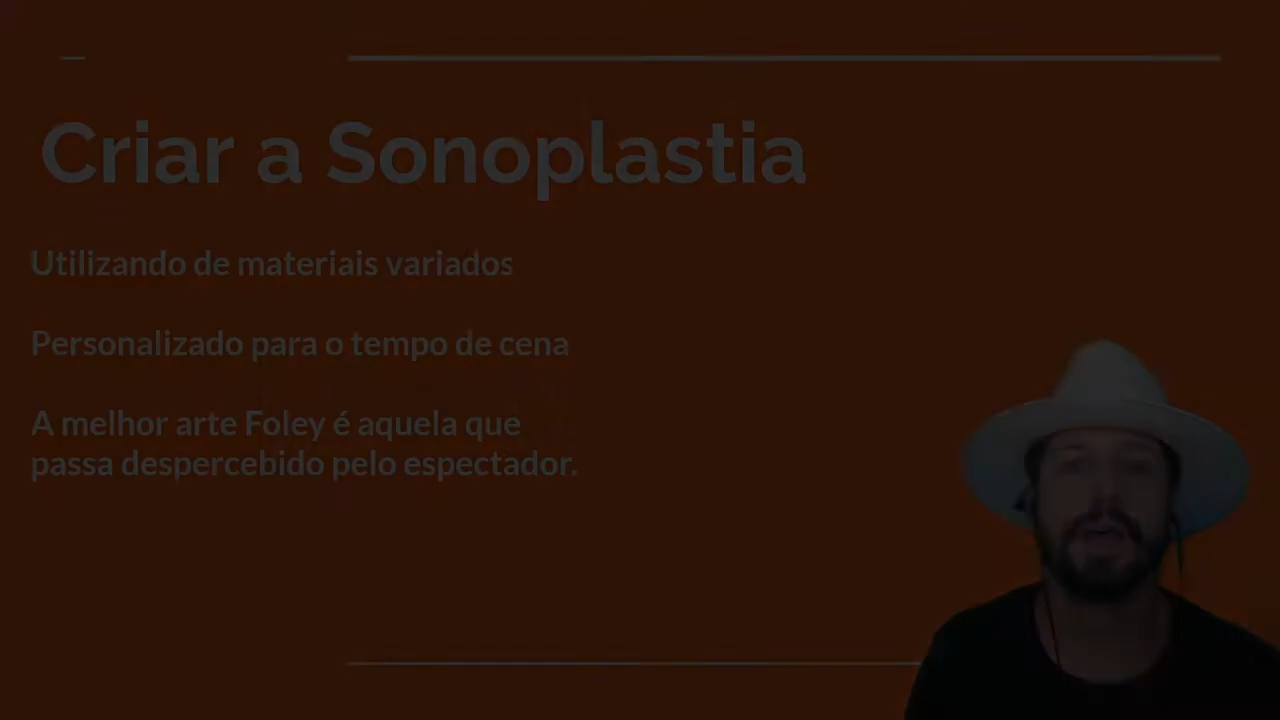 Criar a Sonoplastia
Utilizando de materiais variados
Personalizado para o tempo de cena
A melhor arte Foley é aquela que
passa despercebido pelo espectador.